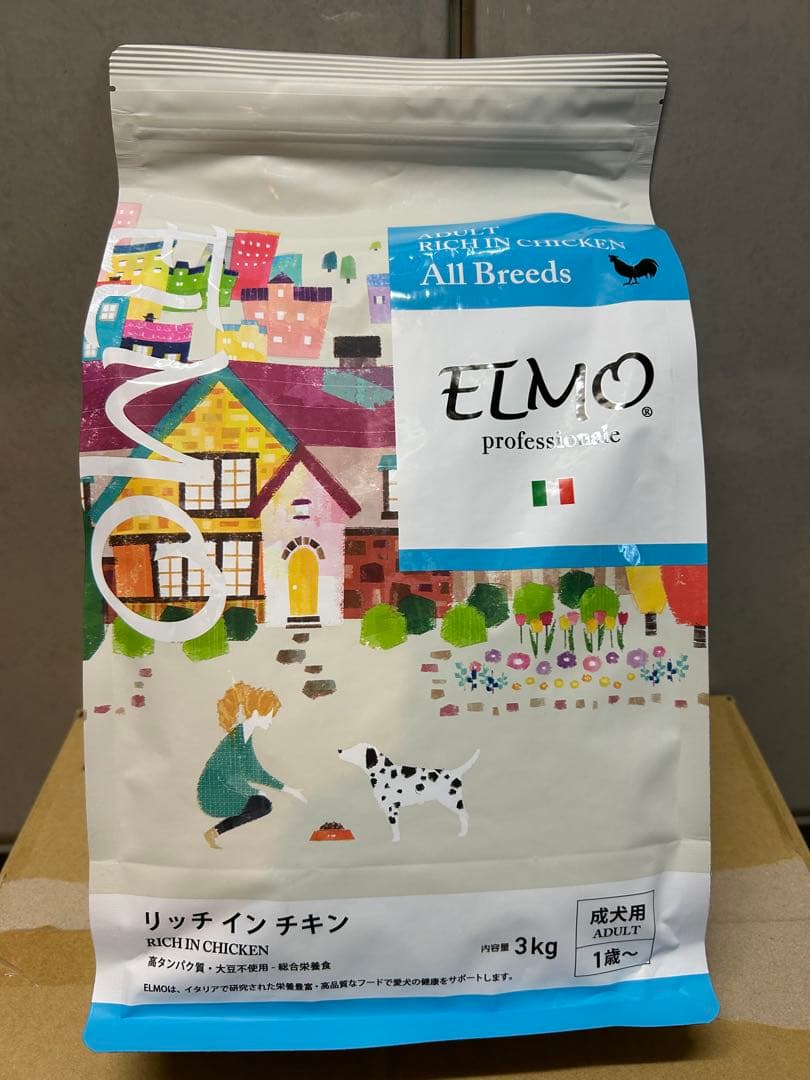 ADULT
RICH IN CHICKEN
All Breeds
ELMO
ELMO®
professionale
リッチ イン チキン
RICH IN CHICKEN
高タンパク質・大豆不使用 - 総合栄養食
ELMOは、イタリアで研究された栄養豊富・高品質なフードで愛犬の健康をサポートします。
内容量 3kg
成犬用
ADULT
1歳～